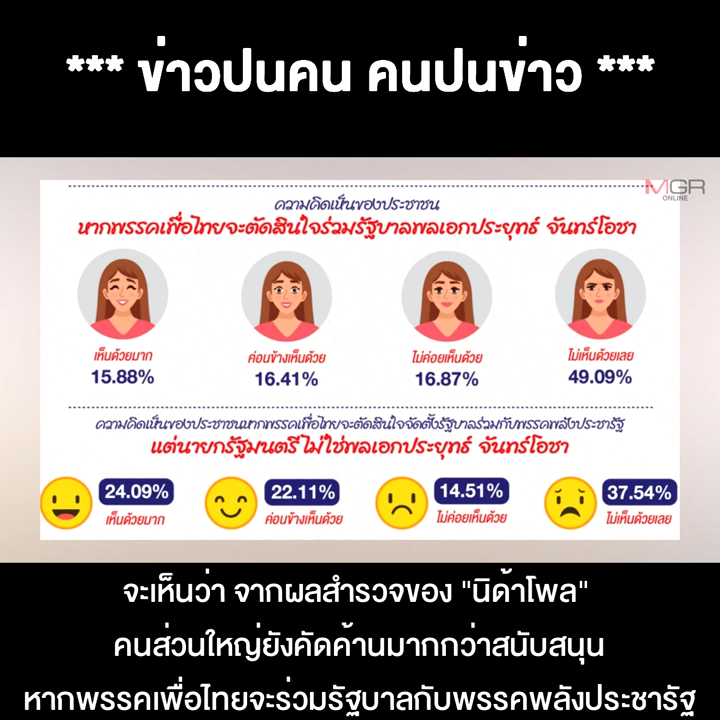 *** ข่าวปนคน คนปนข่าว ***
MGR
ONLINE
ความคิดเห็นของประชาชน
หากพรรคเพื่อไทยจะตัดสินใจร่วมรัฐบาลพลเอกประยุทธ์ จันทร์โอชา
เห็นด้วยมาก ค่อนข้างเห็นด้วย ไม่ค่อยเห็นด้วย ไม่เห็นด้วยเลย
15.88% 16.41% 16.87% 49.09%
ความคิดเห็นของประชาชนหากพรรคเพื่อไทยจะตัดสินใจจัดตั้งรัฐบาลร่วมกับพรรคพลังประชารัฐ
แต่นายกรัฐมนตรีไม่ใช่พลเอกประยุทธ์ จันทร์โอชา
24.09% 22.11% 14.51% 37.54%
เห็นด้วยมาก ค่อนข้างเห็นด้วย ไม่ค่อยเห็นด้วย ไม่เห็นด้วยเลย
จะเห็นว่า จากผลสำรวจของ "นิด้าโพล"
คนส่วนใหญ่ยังคัดค้านมากกว่าสนับสนุน
หากพรรคเพื่อไทยจะร่วมรัฐบาลกับพรรคพลังประชารัฐ